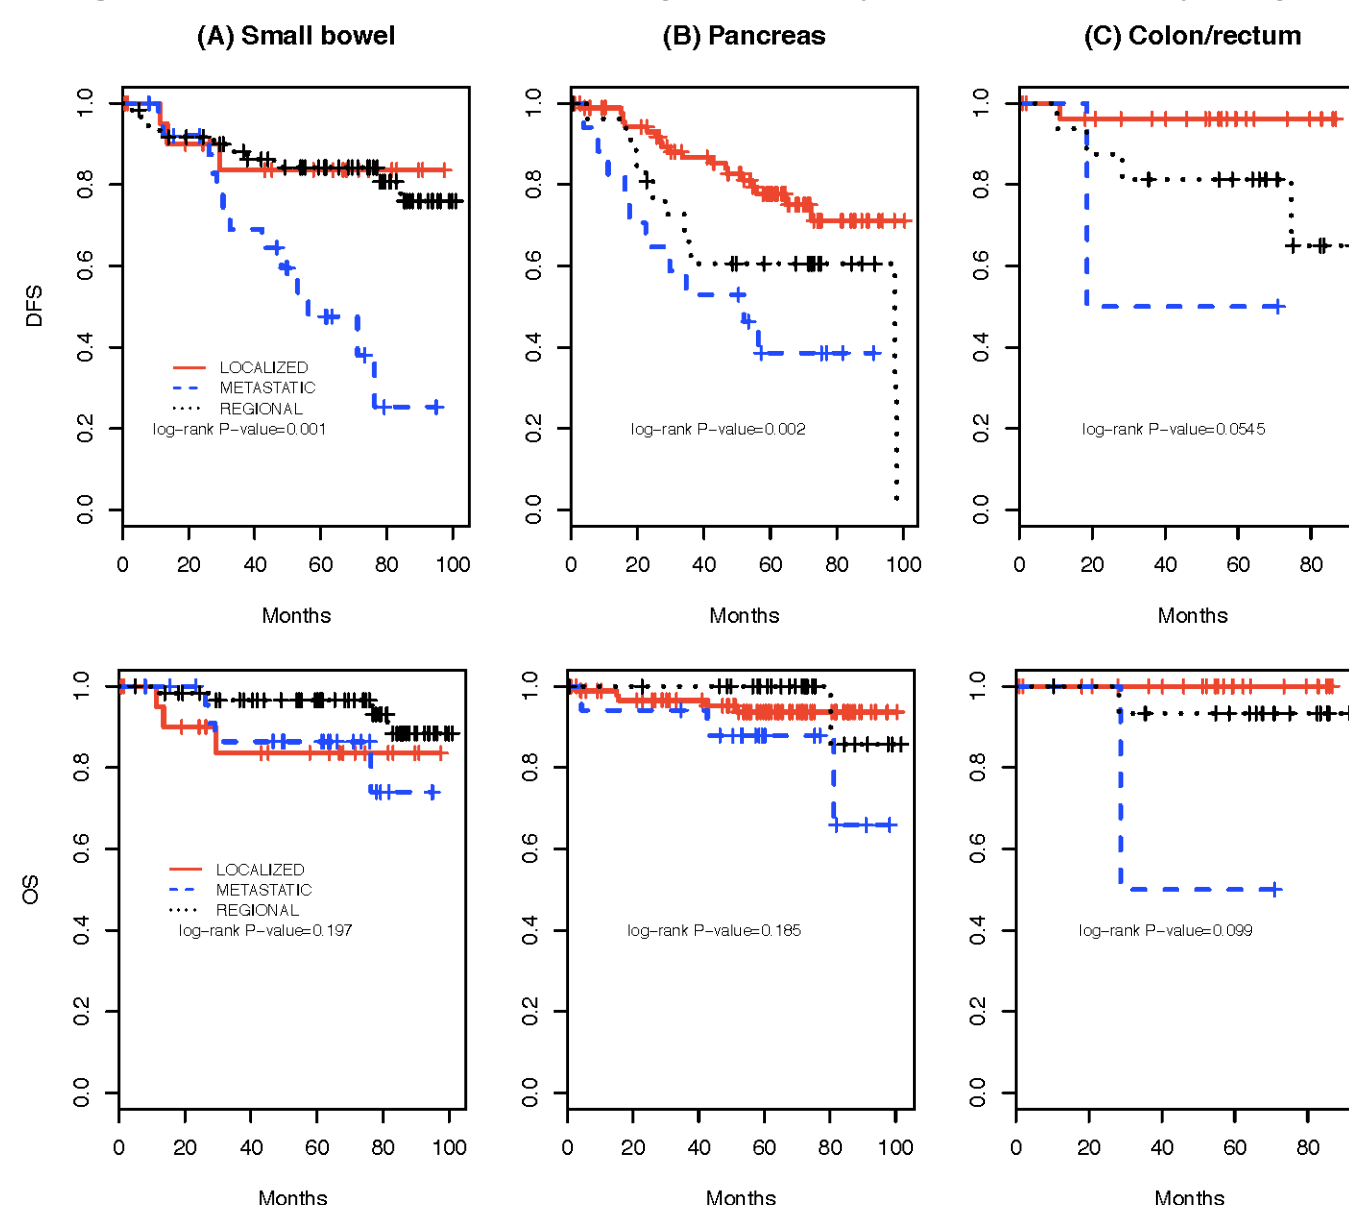 (A) Small bowel
(B) Pancreas
(C) Colon/rectum
DFS
1.0
0.8
0.6
0.4
0.2
0.0
LOCALIZED
METASTATIC
REGIONAL
log-rank P-value=0.001
0 20 40 60 80 100
Months
1.0
0.8
0.6
0.4
0.2
0.0
log-rank P-value=0.002
0 20 40 60 80 100
Months
1.0
0.8
0.6
0.4
0.2
0.0
log-rank P-value=0.0545
0 20 40 60 80
Months
OS
1.0
0.8
0.6
0.4
0.2
0.0
LOCALIZED
METASTATIC
REGIONAL
log-rank P-value=0.197
0 20 40 60 80 100
Months
1.0
0.8
0.6
0.4
0.2
0.0
log-rank P-value=0.185
0 20 40 60 80 100
Months
1.0
0.8
0.6
0.4
0.2
0.0
log-rank P-value=0.099
0 20 40 60 80
Months